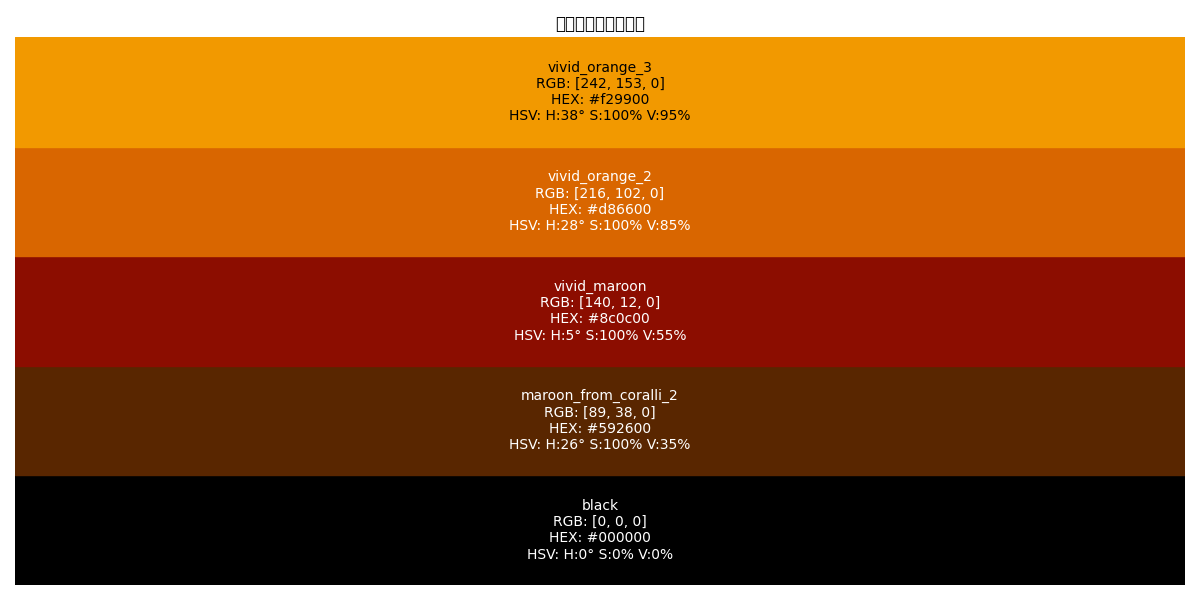 vivid_orange_3
RGB: [242, 153, 0]
HEX: #f29900
HSV: H:38° S:100% V:95%
vivid_orange_2
RGB: [216, 102, 0]
HEX: #d86600
HSV: H:28° S:100% V:85%
vivid_maroon
RGB: [140, 12, 0]
HEX: #8c0c00
HSV: H:5° S:100% V:55%
maroon_from_coralli_2
RGB: [89, 38, 0]
HEX: #592600
HSV: H:26° S:100% V:35%
black
RGB: [0, 0, 0]
HEX: #000000
HSV: H:0° S:0% V:0%